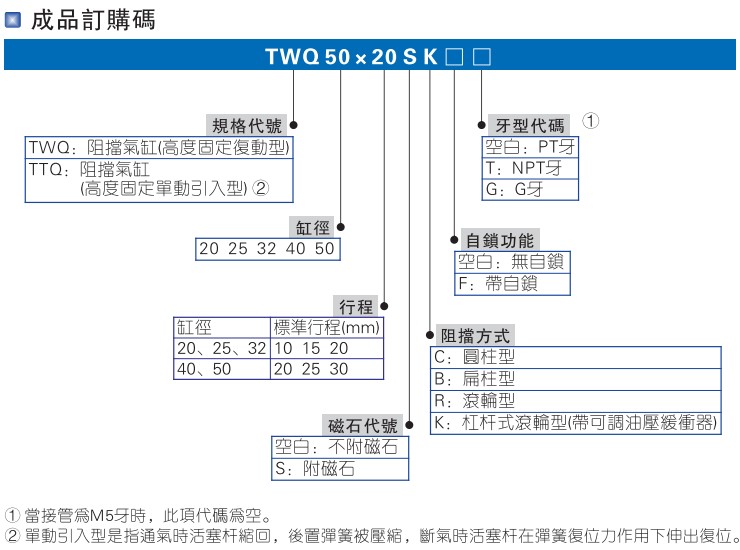 成品訂購碼
TWQ 50 × 20 S K □ □
規格代號
TWQ：阻擋氣缸(高度固定復動型)
TTQ：阻擋氣缸
(高度固定單動引入型) ②
牙型代碼 ①
空白：PT牙
T：NPT牙
G：G牙
缸徑
20 25 32 40 50
自鎖功能
空白：無自鎖
F：帶自鎖
行程
缸徑 標準行程(mm)
20、25、32 10 15 20
40、50 20 25 30
阻擋方式
C：圓柱型
B：扁柱型
R：滾輪型
K：杠杆式滾輪型(帶可調油壓緩衝器)
磁石代號
空白：不附磁石
S：附磁石
① 當接管爲M5牙時，此項代碼爲空。
② 單動引入型是指通氣時活塞杆縮回，後置彈簧被壓縮，斷氣時活塞杆在彈簧復位力作用下伸出復位。